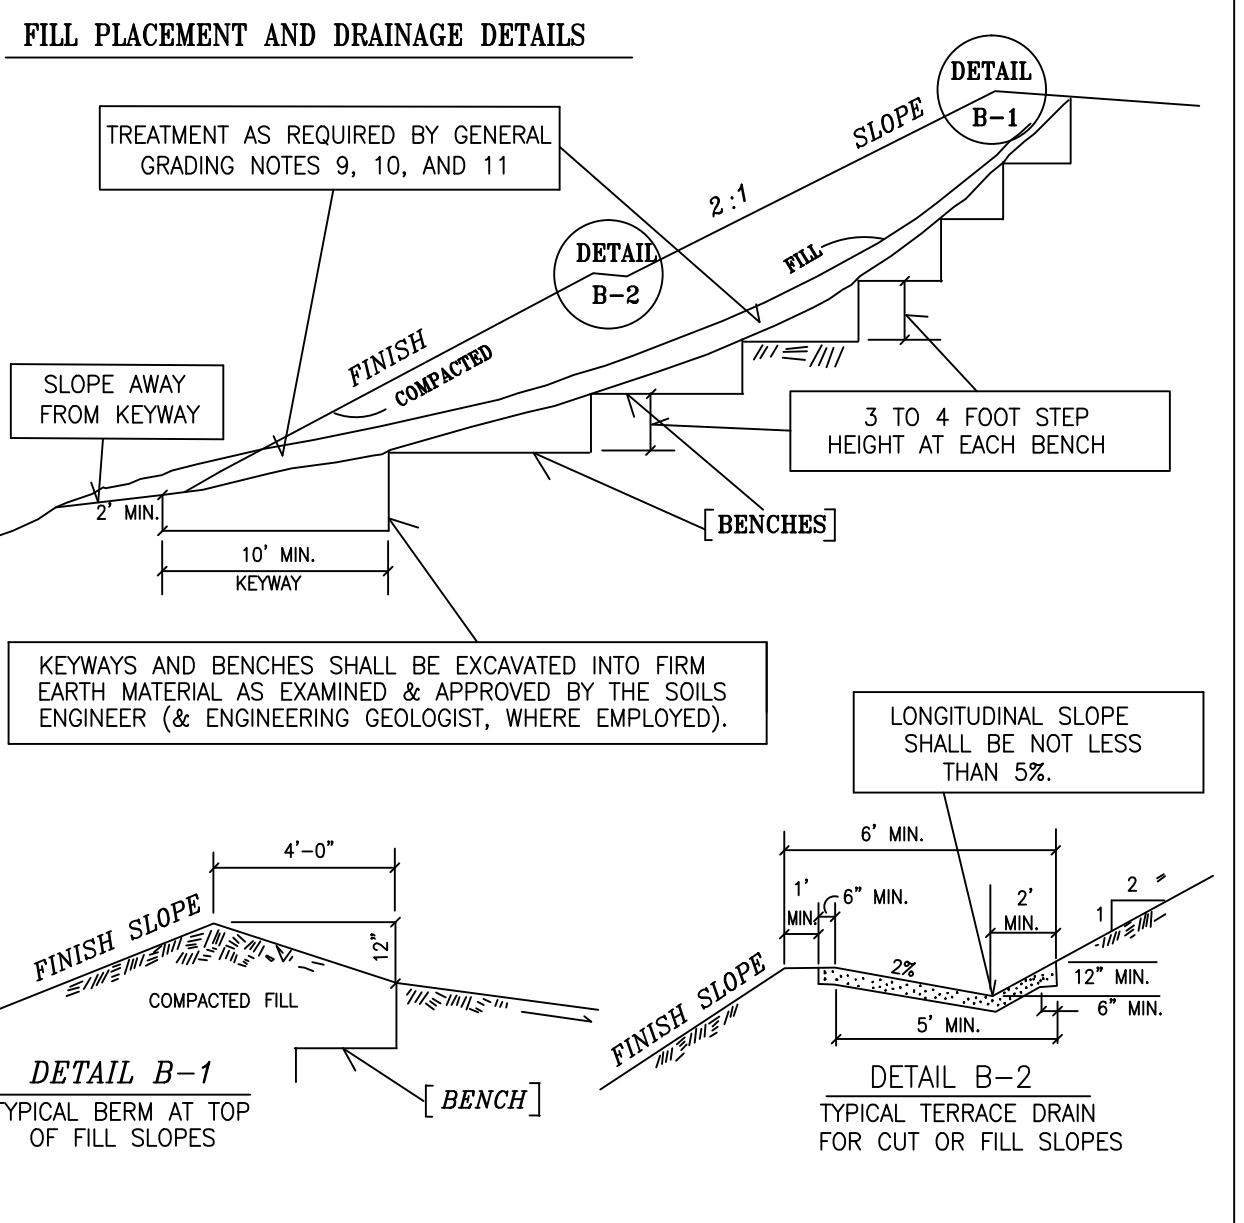 FILL PLACEMENT AND DRAINAGE DETAILS
DETAIL
B-1
TREATMENT AS REQUIRED BY GENERAL
GRADING NOTES 9, 10, AND 11
SLOPE
2:1
DETAIL
B-2
FILL
FINISH
COMPACTED
SLOPE AWAY
FROM KEYWAY
3 TO 4 FOOT STEP
HEIGHT AT EACH BENCH
2' MIN.
[BENCHES]
10' MIN.
KEYWAY
KEYWAYS AND BENCHES SHALL BE EXCAVATED INTO FIRM
EARTH MATERIAL AS EXAMINED & APPROVED BY THE SOILS
ENGINEER (& ENGINEERING GEOLOGIST, WHERE EMPLOYED).
LONGITUDINAL SLOPE
SHALL BE NOT LESS
THAN 5%.
4'-0"
FINISH SLOPE
12"
COMPACTED FILL
[BENCH]
DETAIL B-1
TYPICAL BERM AT TOP
OF FILL SLOPES
6' MIN.
1'
MIN.
6" MIN.
2'
MIN.
2
1
FINISH SLOPE
2%
12" MIN.
6" MIN.
5' MIN.
DETAIL B-2
TYPICAL TERRACE DRAIN
FOR CUT OR FILL SLOPES